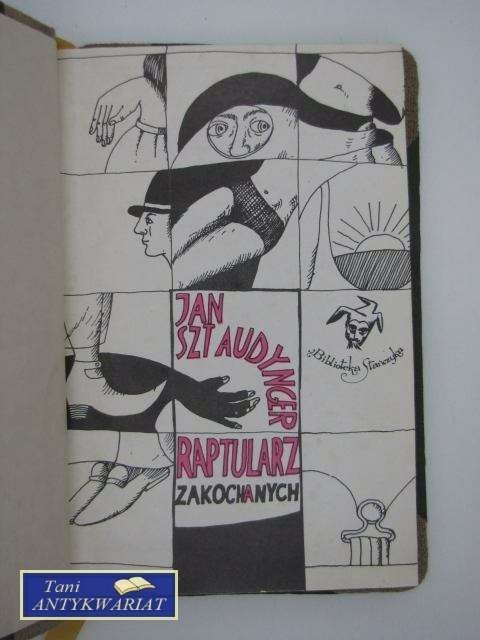 JAN
SZTAUDYNGER
Biblioteka Stańczyka
RAPTULARZ
ZAKOCHANYCH
Tani
ANTYKWARIAT